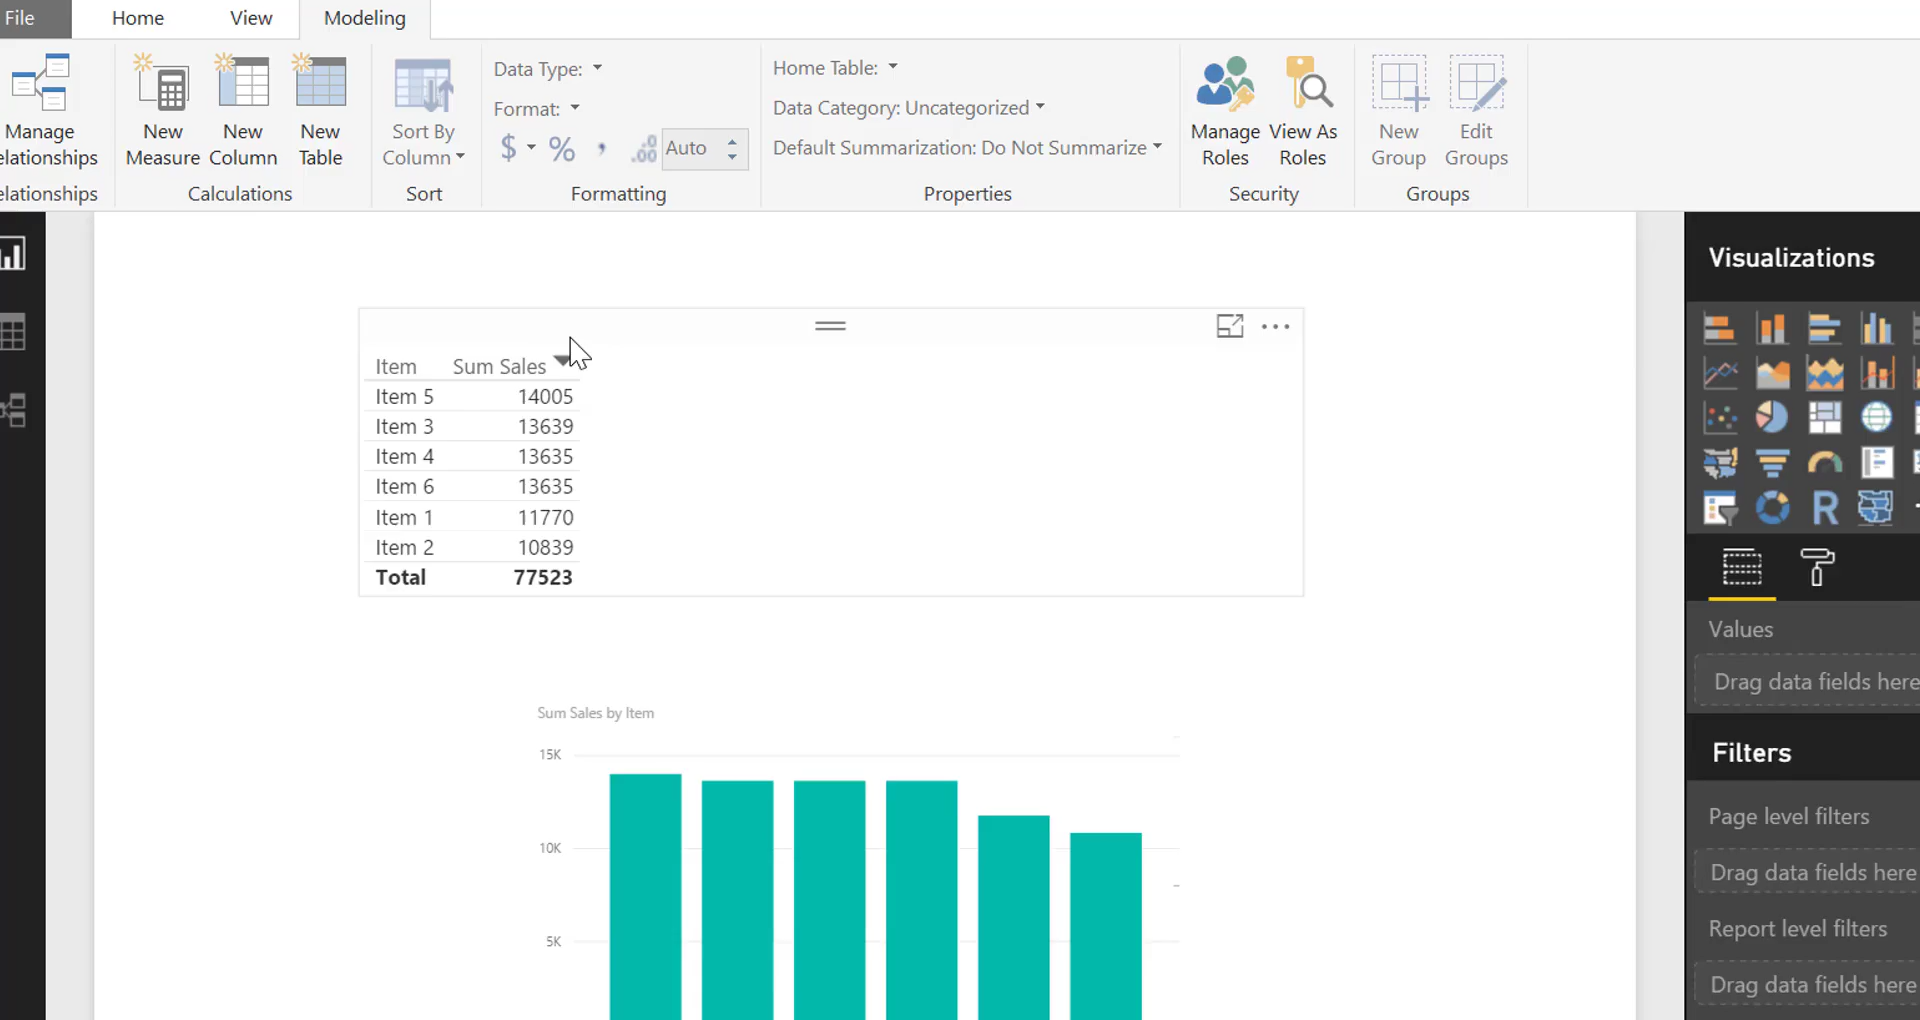 File Home View Modeling
Manage
elationships
New
Measure
New
Column
New
Table
Sort By
Column
Data Type:
Format:
$ % , .00 Auto
Home Table:
Data Category: Uncategorized
Default Summarization: Do Not Summarize
Manage
Roles
View As
Roles
New
Group
Edit
Groups
elationships Calculations Sort Formatting Properties Security Groups
Item Sum Sales
Item 5 14005
Item 3 13639
Item 4 13635
Item 6 13635
Item 1 11770
Item 2 10839
Total 77523
Sum Sales by Item
15K
10K
5K
Visualizations
R
Values
Drag data fields here
Filters
Page level filters
Drag data fields here
Report level filters
Drag data fields here